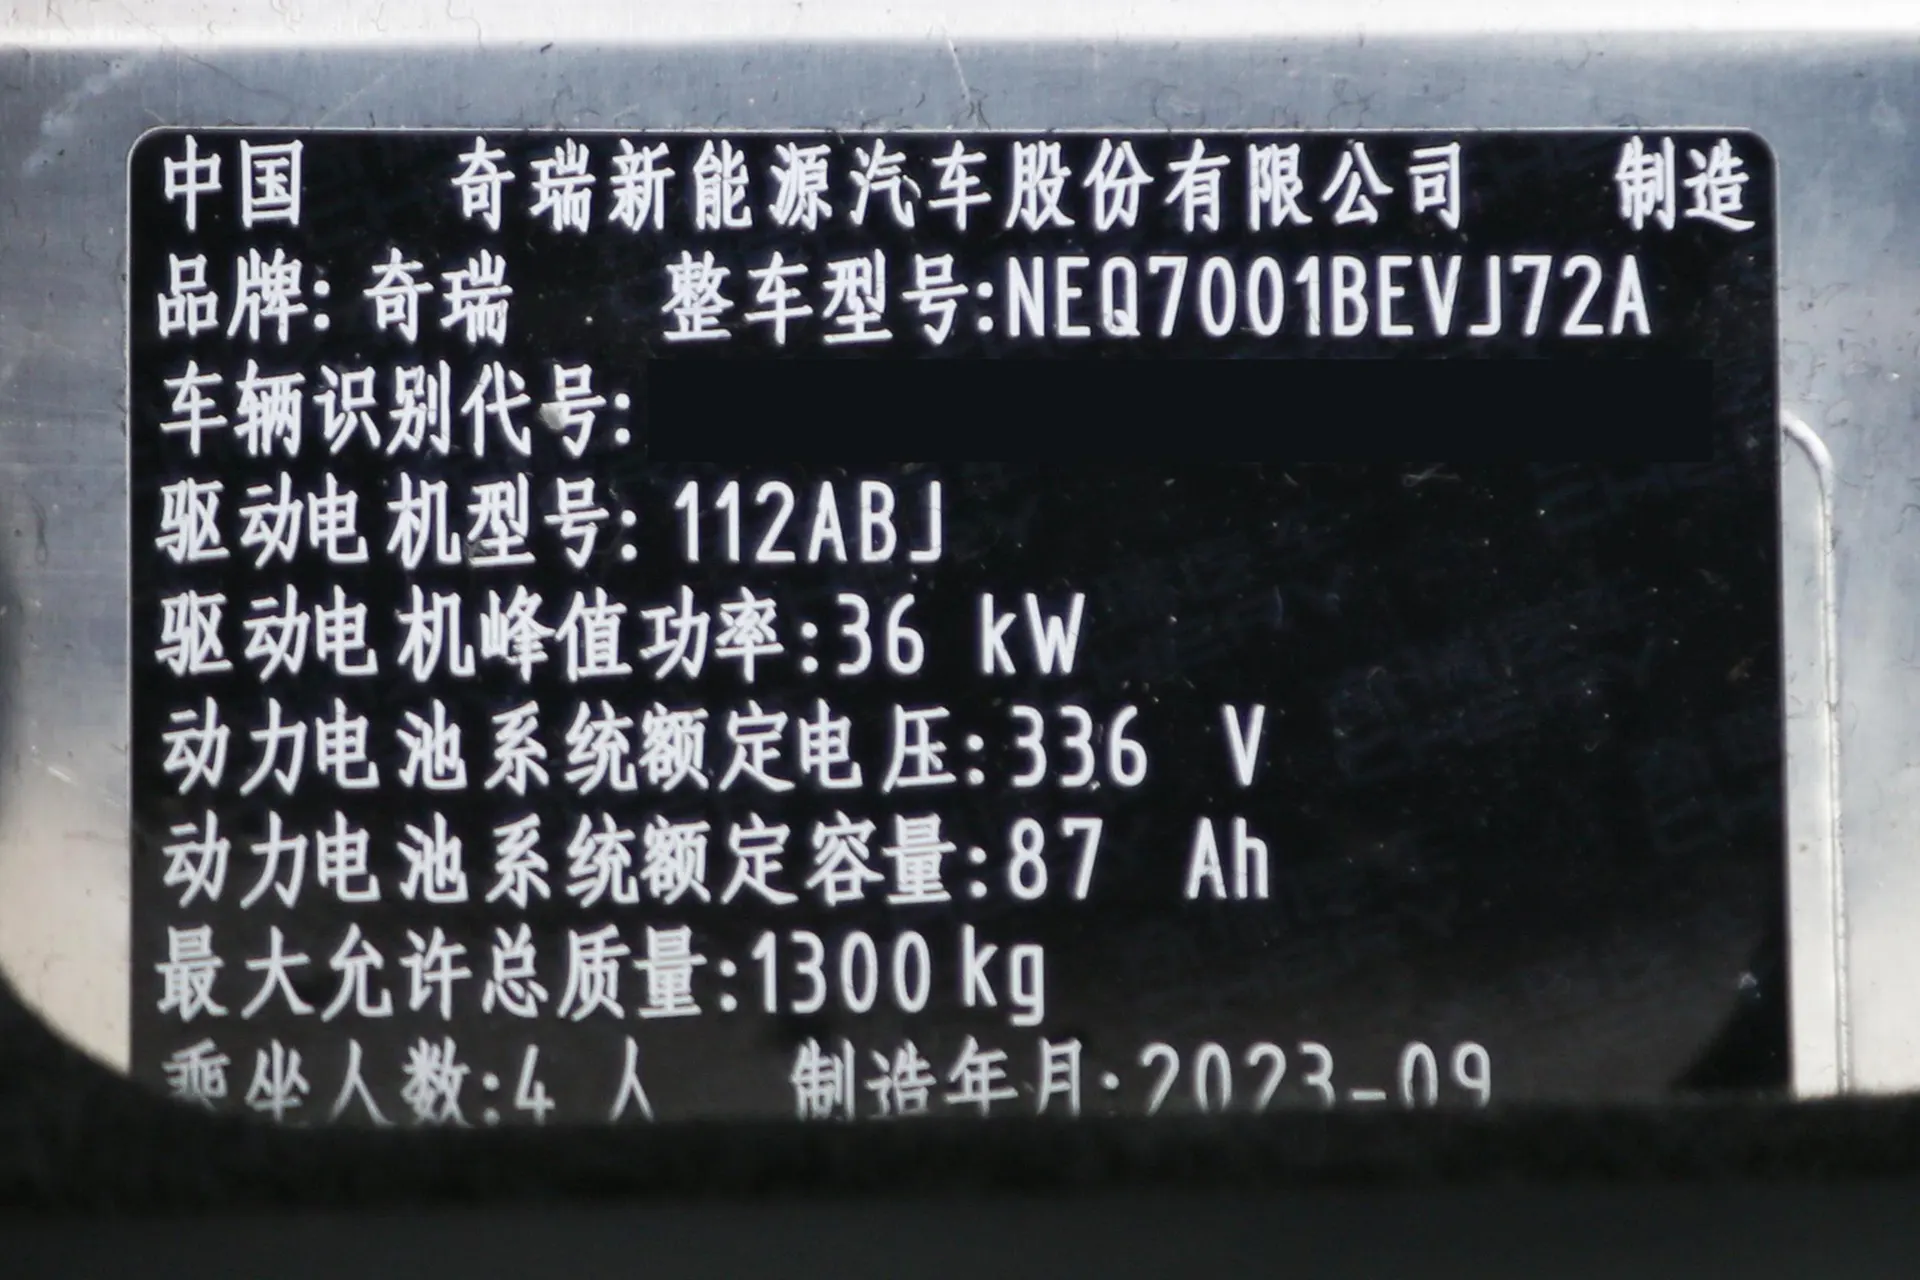 中国 奇瑞新能源汽车股份有限公司 制造
品牌: 奇瑞 整车型号:NEQ7001BEVJ72A
车辆识别代号:
驱动电机型号: 112ABJ
驱动电机峰值功率:36 kW
动力电池系统额定电压:336 V
动力电池系统额定容量:87 Ah
最大允许总质量:1300kg
乘坐人数:4 人 制造年月:2023-09